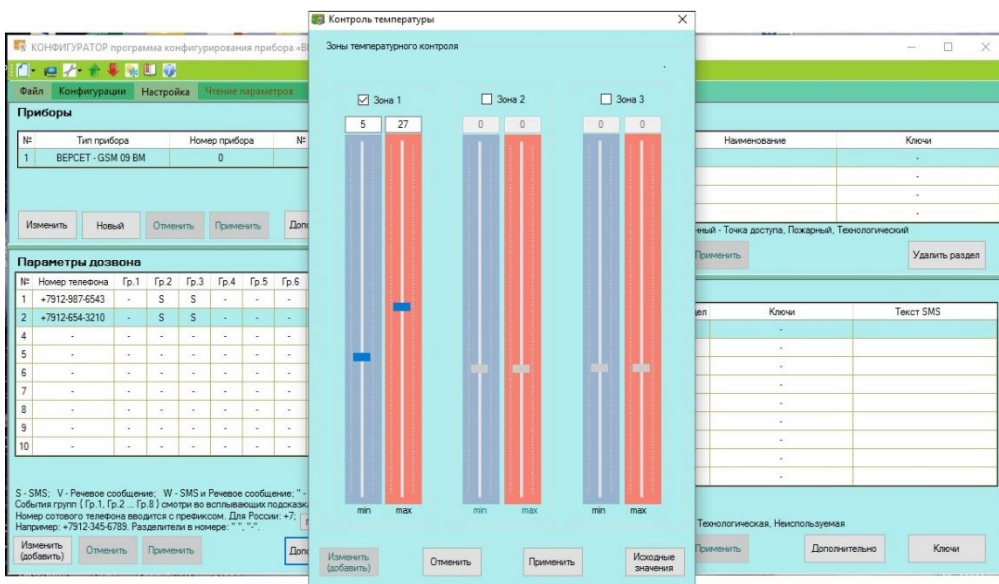 Контроль температуры
КОНФИГУРАТОР программа конфигурирования прибора
Файл Конфигурации Настройка Чтение параметров
Зоны температурного контроля
Зона 1 Зона 2 Зона 3
5 27 0 0 0 0
min max min max min max
Изменить (добавить) Отменить Применить Исходные значения
Приборы
№ Тип прибора Номер прибора №
1 ВЕРСЕТ - GSM 09 ВМ 0
Изменить Новый Отменить Применить
Параметры дозвона
№ Номер телефона Гр.1 Гр.2 Гр.3 Гр.4 Гр.5 Гр.6
1 +7912-987-6543 - S S - - -
2 +7912-654-3210 - S S - - -
4 - - - - - - -
5 - - - - - - -
6 - - - - - - -
7 - - - - - - -
8 - - - - - - -
9 - - - - - - -
10 - - - - - - -
S - SMS; V - Речевое сообщение; W - SMS и Речевое сообщение; " -
События групп ( Гр.1, Гр.2 ... Гр.8 ) смотри во всплывающих подсказк
Номер сотового телефона вводится с префиксом. Для России: +7;
Например: +7912-345-6789. Разделители в номере: " ", "-".
Изменить (добавить) Отменить Применить
Наименование Ключи
-
-
-
-
- Точка доступа, Пожарный, Технологический
Применить Удалить раздел
Ключи Текст SMS
-
-
-
-
-
-
-
-
Технологическая, Неиспользуемая
Применить Дополнительно Ключи